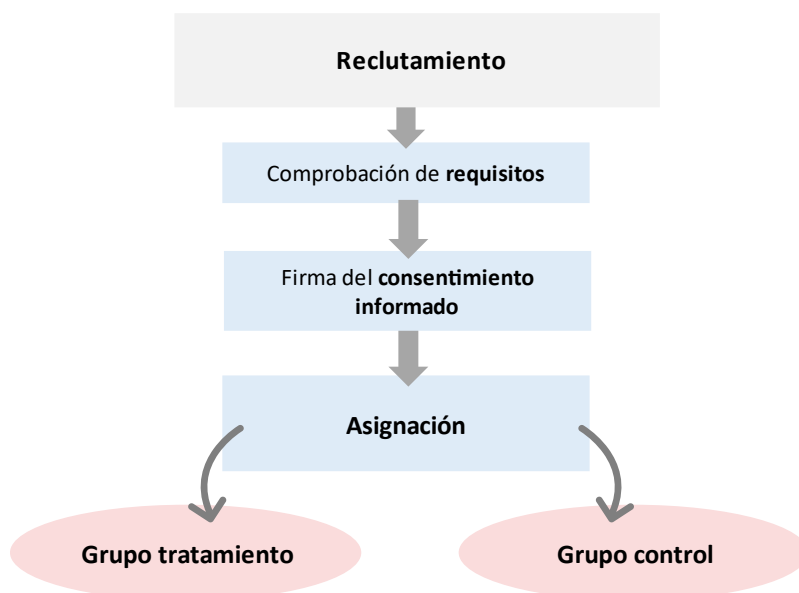 Reclutamiento
Comprobación de requisitos
Firma del consentimiento
informado
Asignación
Grupo tratamiento
Grupo control